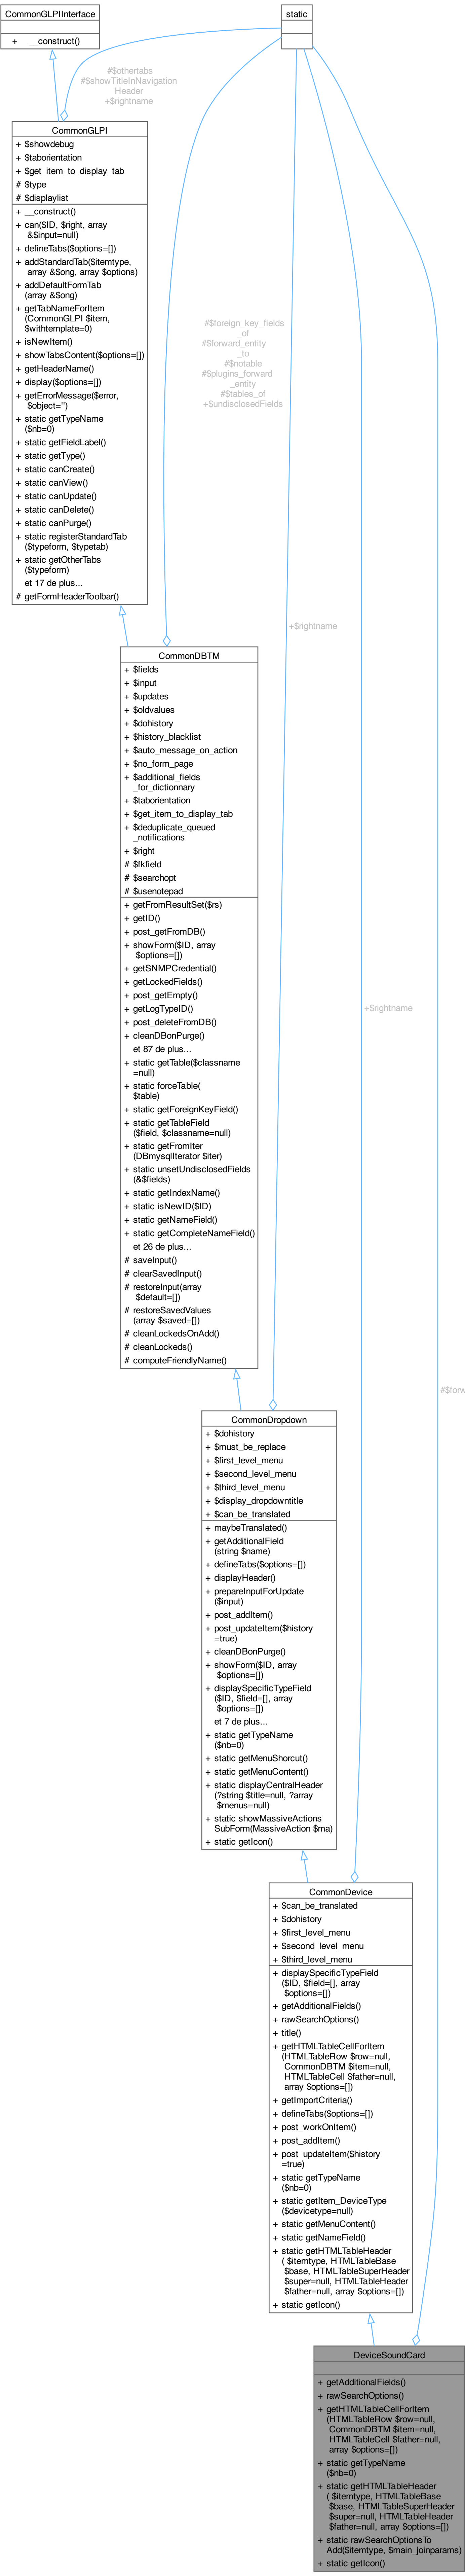 CommonGLPIInterface
+ __construct()
static
#$othertabs
#$showTitleInNavigation
Header
+$rightname
CommonGLPI
+ $showdebug
+ $taborientation
+ $get_item_to_display_tab
# $type
# $displaylist
+ __construct()
+ can($ID, $right, array
&$input=null)
+ defineTabs($options=[])
+ addStandardTab($itemtype,
array &$ong, array $options)
+ addDefaultFormTab
(array &$ong)
+ getTabNameForItem
(CommonGLPI $item,
$withtemplate=0)
+ isNewItem()
+ showTabsContent($options=[])
+ getHeaderName()
+ display($options=[])
+ getErrorMessage($error,
$object='')
+ static getTypeName
($nb=0)
+ static getFieldLabel()
+ static getType()
+ static canCreate()
+ static canView()
+ static canUpdate()
+ static canDelete()
+ static canPurge()
+ static registerStandardTab
($typeform, $typetab)
+ static getOtherTabs
($typeform)
et 17 de plus...
# getFormHeaderToolbar()
#$foreign_key_fields
_of
#$forward_entity
_to
#$notable
#$plugins_forward
_entity
#$tables_of
+$undisclosedFields
+$rightname
CommonDBTM
+ $fields
+ $input
+ $updates
+ $oldvalues
+ $dohistory
+ $history_blacklist
+ $auto_message_on_action
+ $no_form_page
+ $additional_fields
_for_dictionnary
+ $taborientation
+ $get_item_to_display_tab
+ $deduplicate_queued
_notifications
+ $right
# $fkfield
# $searchopt
# $usenotepad
+ getFromResultSet($rs)
+ getID()
+ post_getFromDB()
+ showForm($ID, array
$options=[])
+ getSNMPCredential()
+ getLockedFields()
+ post_getEmpty()
+ getLogTypeID()
+ post_deleteFromDB()
+ cleanDBonPurge()
et 87 de plus...
+ static getTable($classname
=null)
+ static forceTable(
$table)
+ static getForeignKeyField()
+ static getTableField
($field, $classname=null)
+ static getFromIter
(DBmysqlIterator $iter)
+ static unsetUndisclosedFields
(&$fields)
+ static getIndexName()
+ static isNewID($ID)
+ static getNameField()
+ static getCompleteNameField()
et 26 de plus...
# saveInput()
# clearSavedInput()
# restoreInput(array
$default=[])
# restoreSavedValues
(array $saved=[])
# cleanLockedsOnAdd()
# cleanLockeds()
# computeFriendlyName()
+$rightname
#$forw
CommonDropdown
+ $dohistory
+ $must_be_replace
+ $first_level_menu
+ $second_level_menu
+ $third_level_menu
+ $display_dropdowntitle
+ $can_be_translated
+ maybeTranslated()
+ getAdditionalField
(string $name)
+ defineTabs($options=[])
+ displayHeader()
+ prepareInputForUpdate
($input)
+ post_addItem()
+ post_updateItem($history
=true)
+ cleanDBonPurge()
+ showForm($ID, array
$options=[])
+ displaySpecificTypeField
($ID, $field=[], array
$options=[])
et 7 de plus...
+ static getTypeName
($nb=0)
+ static getMenuShorcut()
+ static getMenuContent()
+ static displayCentralHeader
(?string $title=null, ?array
$menus=null)
+ static showMassiveActions
SubForm(MassiveAction $ma)
+ static getIcon()
CommonDevice
+ $can_be_translated
+ $dohistory
+ $first_level_menu
+ $second_level_menu
+ $third_level_menu
+ displaySpecificTypeField
($ID, $field=[], array
$options=[])
+ getAdditionalFields()
+ rawSearchOptions()
+ title()
+ getHTMLTableCellForItem
(HTMLTableRow $row=null,
CommonDBTM $item=null,
HTMLTableCell $father=null,
array $options=[])
+ getImportCriteria()
+ defineTabs($options=[])
+ post_workOnItem()
+ post_addItem()
+ post_updateItem($history
=true)
+ static getTypeName
($nb=0)
+ static getItem_DeviceType
($devicetype=null)
+ static getMenuContent()
+ static getNameField()
+ static getHTMLTableHeader
( $itemtype, HTMLTableBase
$base, HTMLTableSuperHeader
$super=null, HTMLTableHeader
$father=null, array $options=[])
+ static getIcon()
DeviceSoundCard
+ getAdditionalFields()
+ rawSearchOptions()
+ getHTMLTableCellForItem
(HTMLTableRow $row=null,
CommonDBTM $item=null,
HTMLTableCell $father=null,
array $options=[])
+ static getTypeName
($nb=0)
+ static getHTMLTableHeader
( $itemtype, HTMLTableBase
$base, HTMLTableSuperHeader
$super=null, HTMLTableHeader
$father=null, array $options=[])
+ static rawSearchOptionsTo
Add($itemtype, $main_joinparams)
+ static getIcon()